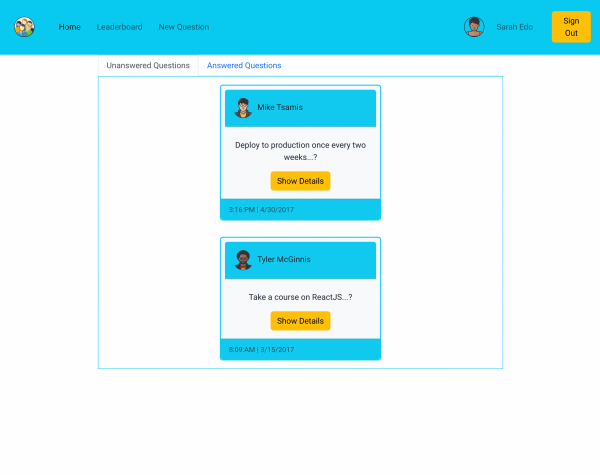 Home Leaderboard New Question Sarah Edo Sign
Out
Unanswered Questions Answered Questions
Mike Tsamis
Deploy to production once every two
weeks...?
Show Details
3:16:PM | 4/30/2017
Tyler McGinnis
Take a course on ReactJS...?
Show Details
8:09:AM | 3/15/2017